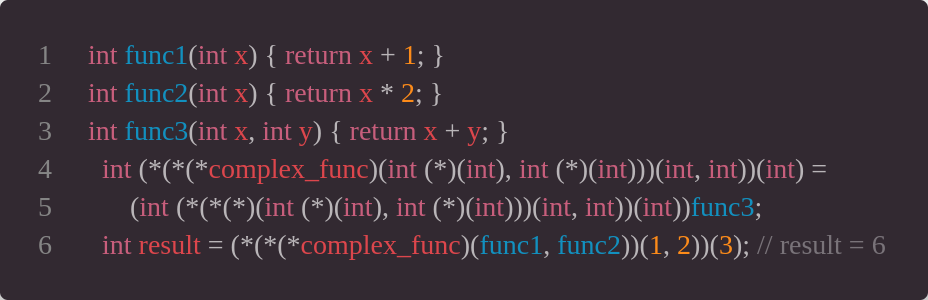 1 int func1(int x) { return x + 1; }
2 int func2(int x) { return x * 2; }
3 int func3(int x, int y) { return x + y; }
4 int (*(*(*complex_func)(int (*)(int), int (*)(int)))(int, int))(int) =
5 (int (*(*(*)(int (*)(int), int (*)(int)))(int, int))(int))func3;
6 int result = (*(*(*complex_func)(func1, func2))(1, 2))(3); // result = 6